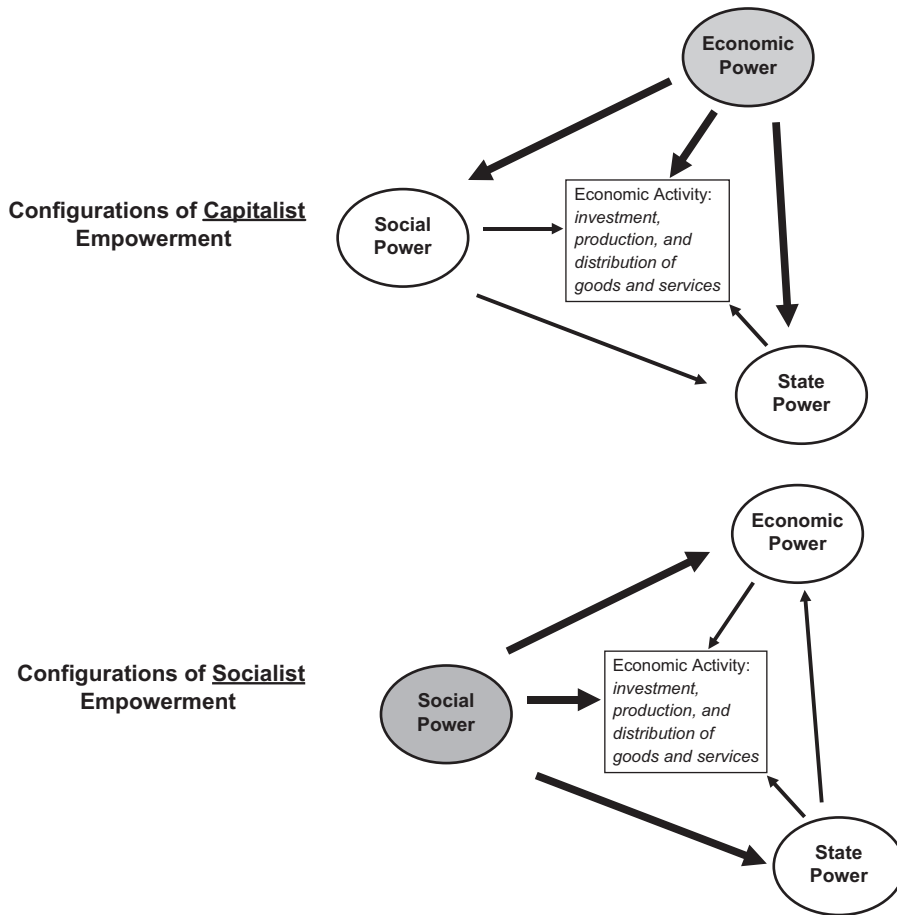 Economic
Power
Configurations of Capitalist
Empowerment
Social
Power
Economic Activity:
investment,
production, and
distribution of
goods and services
State
Power
Economic
Power
Configurations of Socialist
Empowerment
Social
Power
Economic Activity:
investment,
production, and
distribution of
goods and services
State
Power